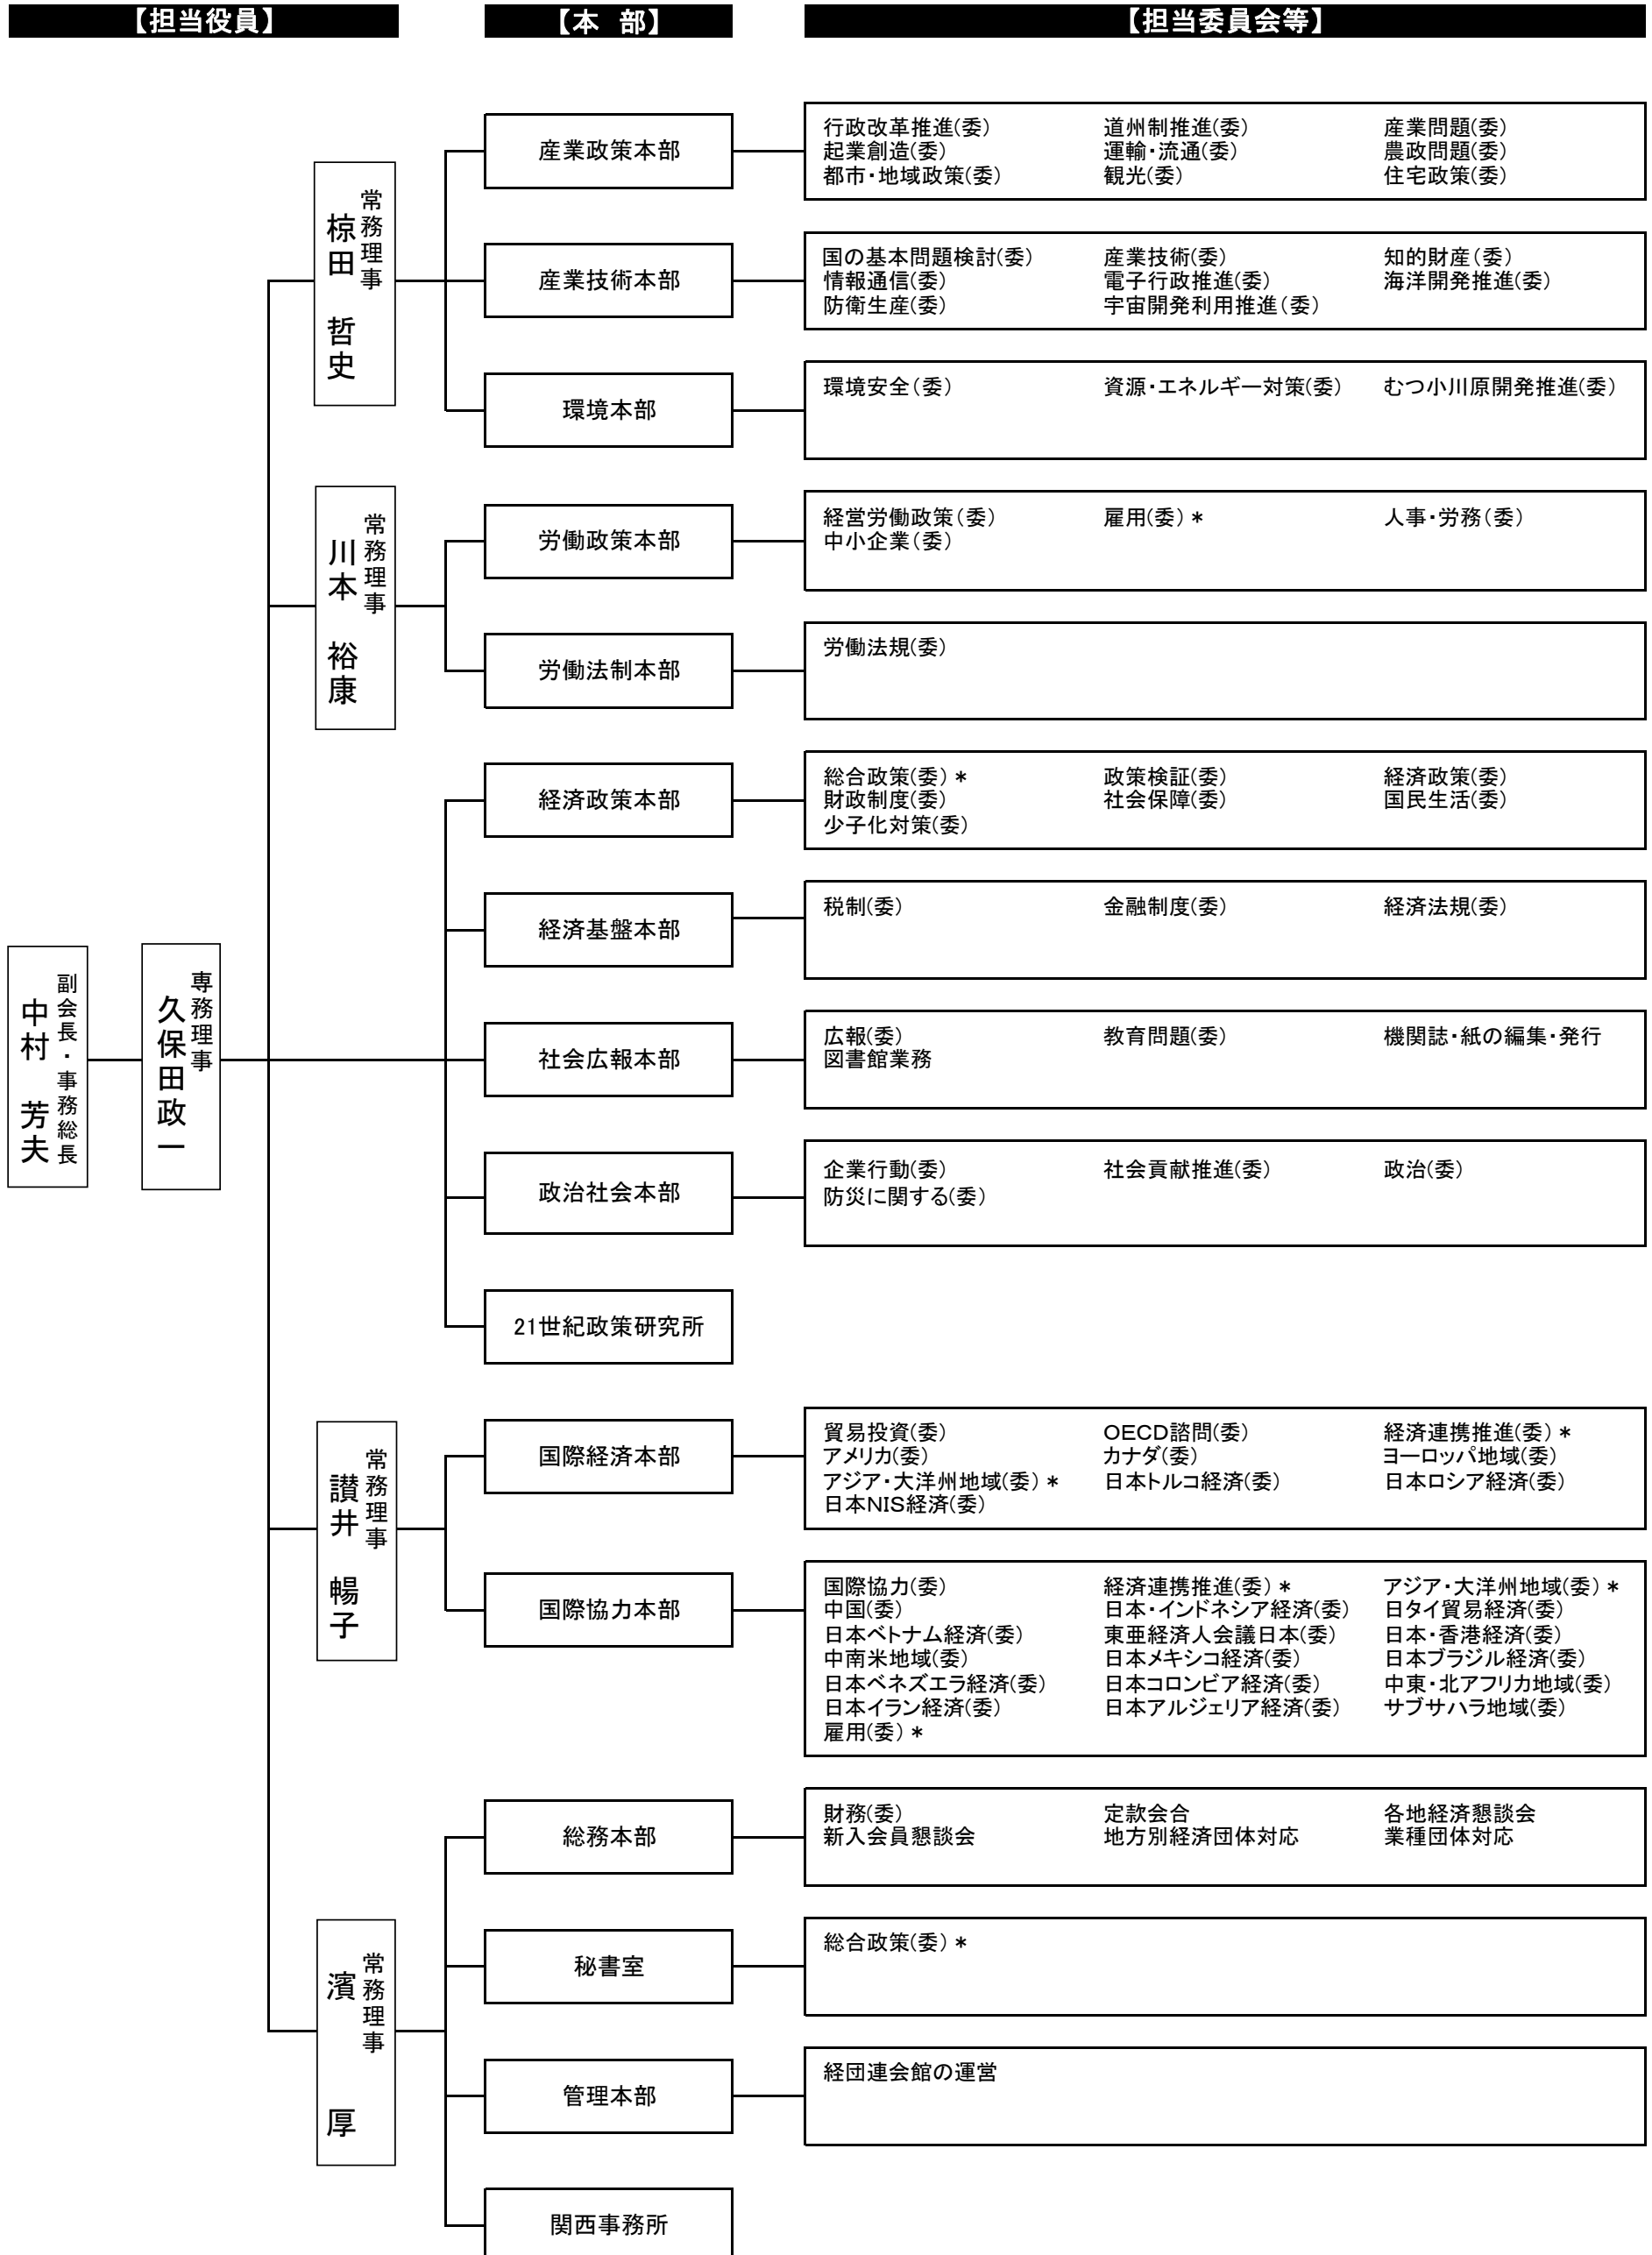 【担当役員】
【本　部】
【担当委員会等】
副会長・事務総長
中村　芳夫
専務理事
久保田政一
常務理事
椋田　哲史
産業政策本部
行政改革推進(委)　道州制推進(委)　産業問題(委)
起業創造(委)　運輸・流通(委)　農政問題(委)
都市・地域政策(委)　観光(委)　住宅政策(委)
産業技術本部
国の基本問題検討(委)　産業技術(委)　知的財産(委)
情報通信(委)　電子行政推進(委)　海洋開発推進(委)
防衛生産(委)　宇宙開発利用推進(委)
環境本部
環境安全(委)　資源・エネルギー対策(委)　むつ小川原開発推進(委)
常務理事
川本　裕康
労働政策本部
経営労働政策(委)　雇用(委)＊　人事・労務(委)
中小企業(委)
労働法制本部
労働法規(委)
経済政策本部
総合政策(委)＊　政策検証(委)　経済政策(委)
財政制度(委)　社会保障(委)　国民生活(委)
少子化対策(委)
経済基盤本部
税制(委)　金融制度(委)　経済法規(委)
社会広報本部
広報(委)　教育問題(委)　機関誌・紙の編集・発行
図書館業務
政治社会本部
企業行動(委)　社会貢献推進(委)　政治(委)
防災に関する(委)
21世紀政策研究所
常務理事
讃井　暢子
国際経済本部
貿易投資(委)　OECD諮問(委)　経済連携推進(委)＊
アメリカ(委)　カナダ(委)　ヨーロッパ地域(委)
アジア・大洋州地域(委)＊　日本トルコ経済(委)　日本ロシア経済(委)
日本NIS経済(委)
国際協力本部
国際協力(委)　経済連携推進(委)＊　アジア・大洋州地域(委)＊
中国(委)　日本・インドネシア経済(委)　日タイ貿易経済(委)
日本ベトナム経済(委)　東亜経済人会議日本(委)　日本・香港経済(委)
中南米地域(委)　日本メキシコ経済(委)　日本ブラジル経済(委)
日本ベネズエラ経済(委)　日本コロンビア経済(委)　中東・北アフリカ地域(委)
日本イラン経済(委)　日本アルジェリア経済(委)　サブサハラ地域(委)
雇用(委)＊
常務理事
濱　厚
総務本部
財務(委)　定款会合　各地経済懇談会
新入会員懇談会　地方別経済団体対応　業種団体対応
秘書室
総合政策(委)＊
管理本部
経団連会館の運営
関西事務所